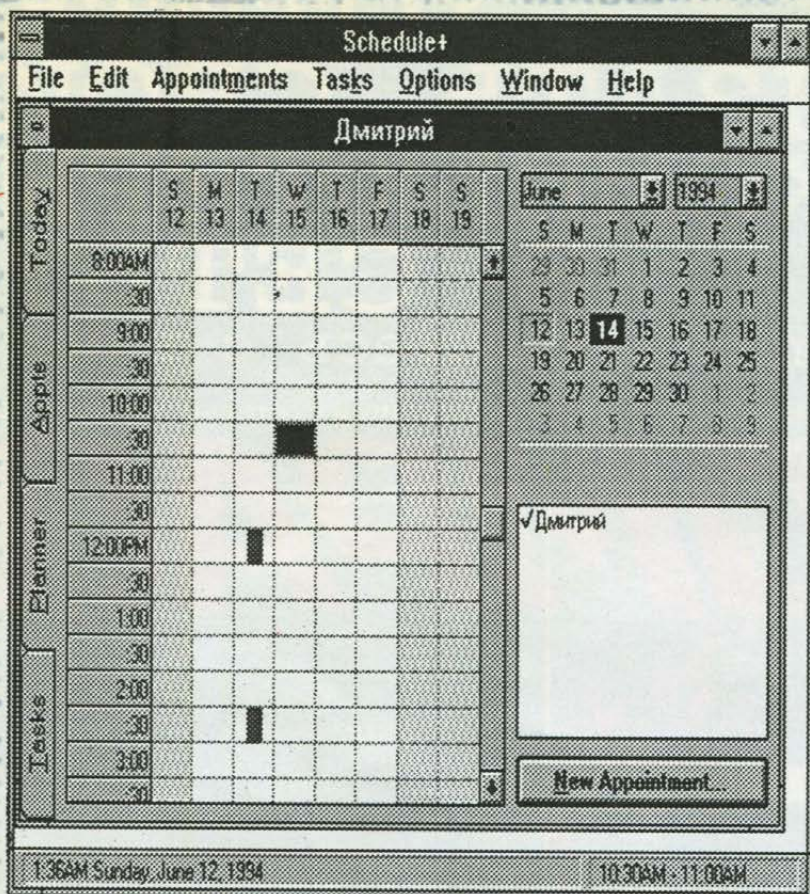 Schedule+
File Edit Appointments Tasks Options Window Help
Дмитрий
Today
Appts
Planner
Tasks
S M T W T F S S
12 13 14 15 16 17 18 19
8:00AM
:30
9:00
:30
10:00
:30
11:00
:30
12:00PM
:30
1:00
:30
2:00
:30
3:00
:30
June 1994
S M T W T F S
29 30 31 1 2 3 4
5 6 7 8 9 10 11
12 13 14 15 16 17 18
19 20 21 22 23 24 25
26 27 28 29 30 1 2
3 4 5 6 7 8 9
√Дмитрий
New Appointment...
1:36AM Sunday, June 12, 1994
10:30AM - 11:00AM